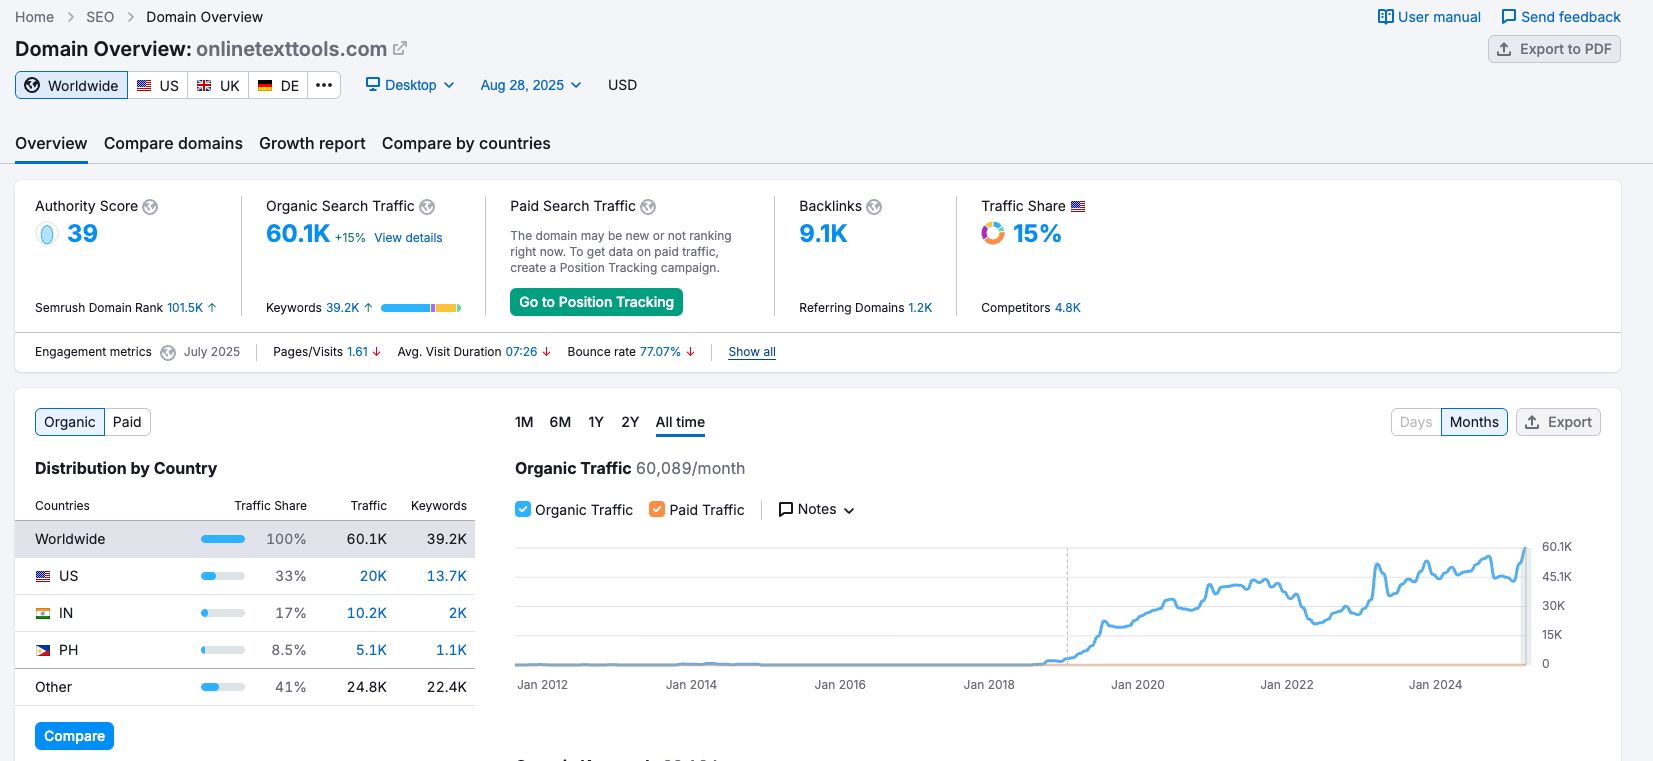 Home > SEO > Domain Overview
User manual
Send feedback
Domain Overview: onlinetexttools.com
Export to PDF
Worldwide US UK DE ••• Desktop Aug 28, 2025 USD
Overview Compare domains Growth report Compare by countries
Authority Score
39
Semrush Domain Rank 101.5K ↑
Organic Search Traffic
60.1K +15% View details
Keywords 39.2K ↑
Paid Search Traffic
The domain may be new or not ranking
right now. To get data on paid traffic,
create a Position Tracking campaign.
Go to Position Tracking
Backlinks
9.1K
Referring Domains 1.2K
Traffic Share
15%
Competitors 4.8K
Engagement metrics July 2025 Pages/Visits 1.61 ↓ Avg. Visit Duration 07:26 ↓ Bounce rate 77.07% ↓ Show all
Organic Paid
Distribution by Country
Countries Traffic Share Traffic Keywords
Worldwide 100% 60.1K 39.2K
US 33% 20K 13.7K
IN 17% 10.2K 2K
PH 8.5% 5.1K 1.1K
Other 41% 24.8K 22.4K
Compare
1M 6M 1Y 2Y All time
Days Months Export
Organic Traffic 60,089/month
Organic Traffic Paid Traffic Notes
60.1K
45.1K
30K
15K
0
Jan 2012 Jan 2014 Jan 2016 Jan 2018 Jan 2020 Jan 2022 Jan 2024